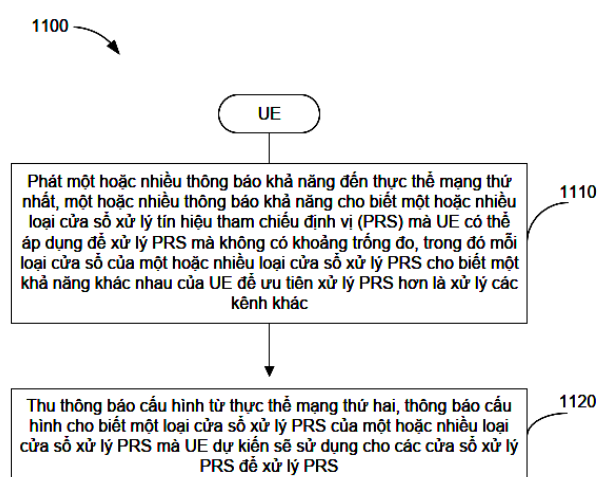 1100
UE
Phát một hoặc nhiều thông báo khả năng đến thực thể mạng thứ
nhất, một hoặc nhiều thông báo khả năng cho biết một hoặc nhiều
loại cửa sổ xử lý tín hiệu tham chiếu định vị (PRS) mà UE có thể
áp dụng để xử lý PRS mà không có khoảng trống đo, trong đó mỗi
loại cửa sổ của một hoặc nhiều loại cửa sổ xử lý PRS cho biết một
khả năng khác nhau của UE để ưu tiên xử lý PRS hơn là xử lý các
kênh khác
1110
Thu thông báo cấu hình từ thực thể mạng thứ hai, thông báo cấu
hình cho biết một loại cửa sổ xử lý PRS của một hoặc nhiều loại
cửa sổ xử lý PRS mà UE dự kiến sẽ sử dụng cho các cửa sổ xử lý
PRS để xử lý PRS
1120